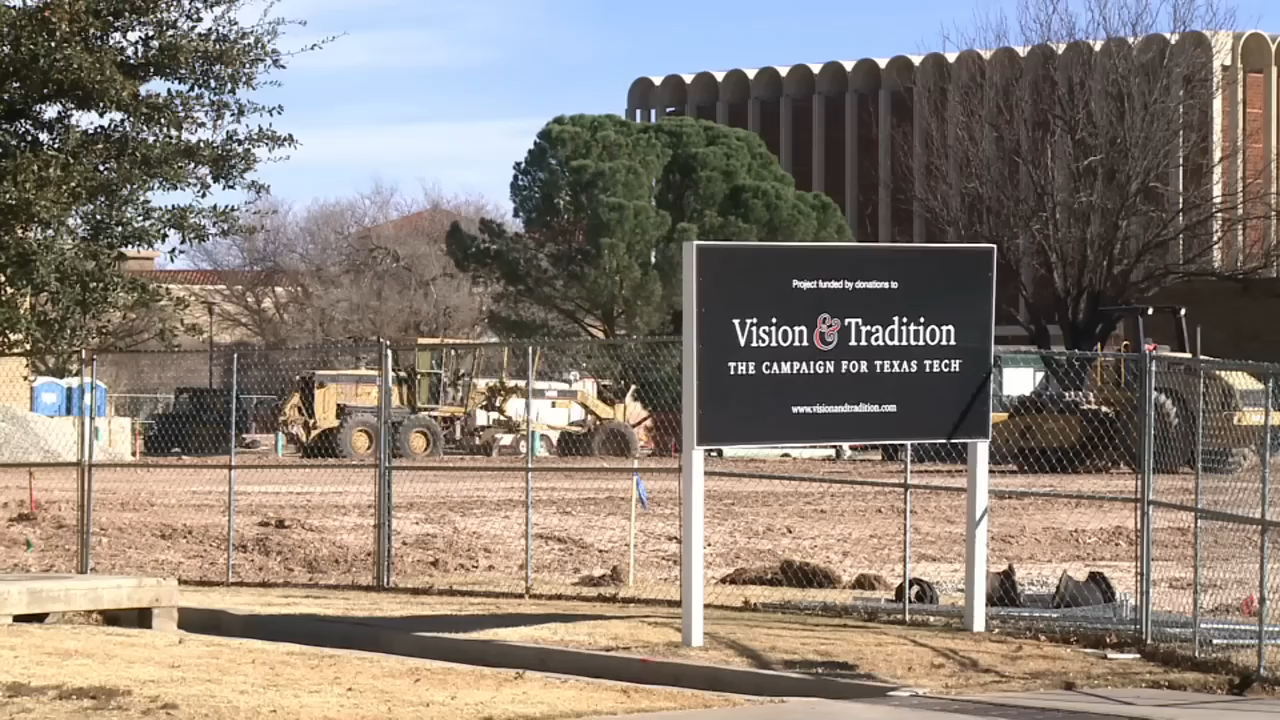 Project funded by donations to
Vision & Tradition
THE CAMPAIGN FOR TEXAS TECH
www.visionandtradition.com